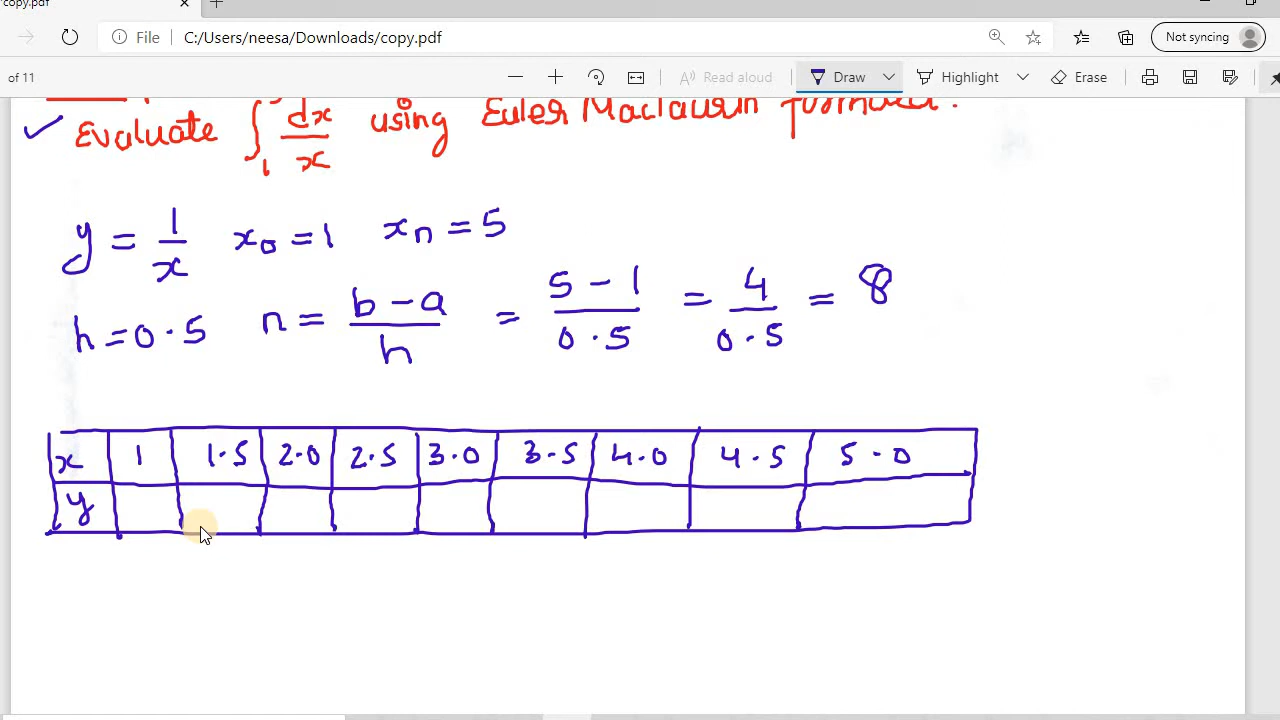 copy.pdf
File C:/Users/neesa/Downloads/copy.pdf Not syncing
of 11 Read aloud Draw Highlight Erase
Evaluate ∫₁⁵ dx/x using Euler Maclaurin formula.
y = 1/x x₀ = 1 xₙ = 5
h = 0.5 n = b - a/h = 5 - 1/0.5 = 4/0.5 = 8
x 1 1.5 2.0 2.5 3.0 3.5 4.0 4.5 5.0
y